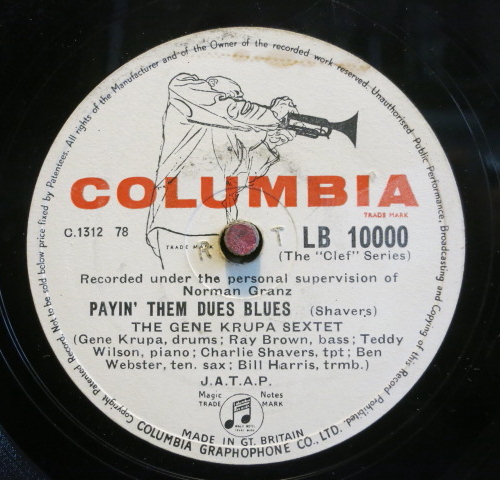 All rights of the Manufacturer and of the Owner of the recorded work reserved. Unauthorised Public Performance, Broadcasting and Copying of this Record Prohibited.
Copyright Patented Record. Not to be sold below price fixed by Patentees.
COLUMBIA
TRADE MARK
C.1312 78
TRADE MARK
R T
LB 10000
(The "Clef" Series)
Recorded under the personal supervision of
Norman Granz
PAYIN' THEM DUES BLUES (Shavers)
THE GENE KRUPA SEXTET
(Gene Krupa, drums; Ray Brown, bass; Teddy
Wilson, piano; Charlie Shavers, tpt; Ben
Webster, ten. sax; Bill Harris, trmb.)
J.A.T.A.P.
Magic Notes
TRADE MARK
MADE IN GT. BRITAIN
COLUMBIA GRAPHOPHONE CO., LTD.